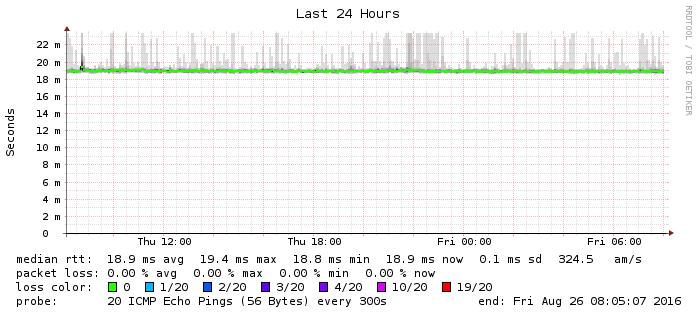 Last 24 Hours
RRDTOOL / TOBI OETIKER
Seconds
22 m
20 m
18 m
16 m
14 m
12 m
10 m
8 m
6 m
4 m
2 m
0
Thu 12:00 Thu 18:00 Fri 00:00 Fri 06:00
median rtt: 18.9 ms avg 19.4 ms max 18.8 ms min 18.9 ms now 0.1 ms sd 324.5 am/s
packet loss: 0.00 % avg 0.00 % max 0.00 % min 0.00 % now
loss color: 0 1/20 2/20 3/20 4/20 10/20 19/20
probe: 20 ICMP Echo Pings (56 Bytes) every 300s end: Fri Aug 26 08:05:07 2016